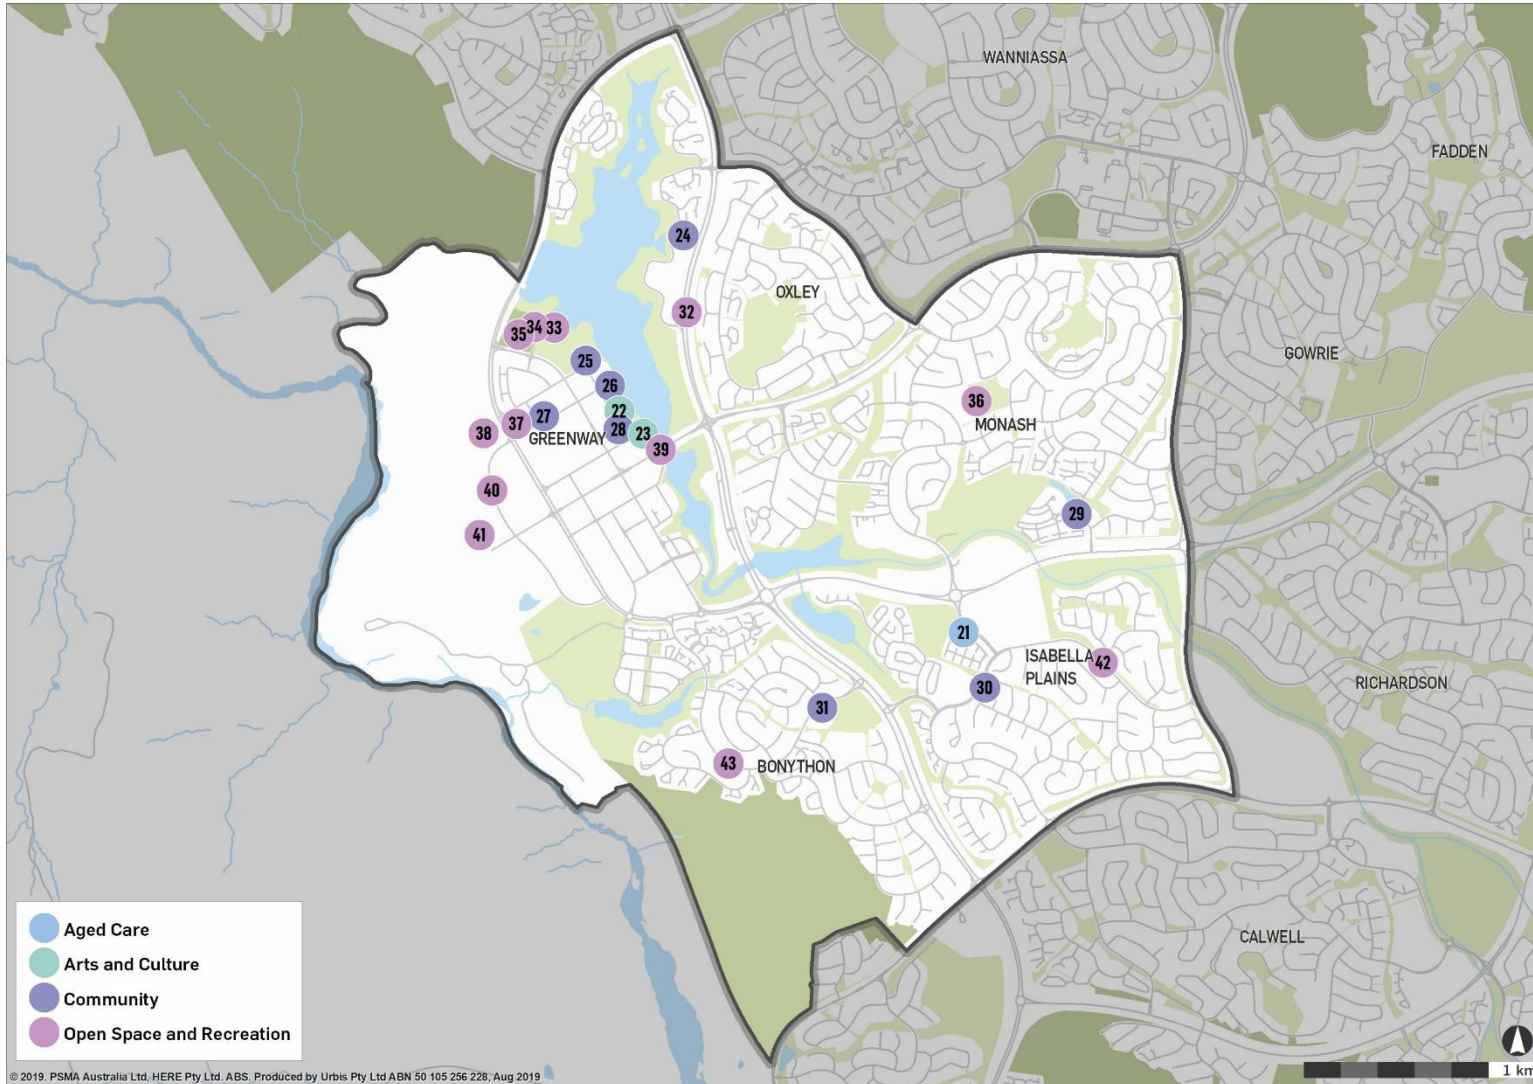 WANNIASSA
FADDEN
24
OXLEY
32
35
34
33
GOWRIE
25
26
36
22
27
37
MONASH
38
28
23
GREENWAY
39
40
29
41
21
ISABELLA
PLAINS
42
RICHARDSON
30
31
43
BONYTHON
CALWELL
Aged Care
Arts and Culture
Community
Open Space and Recreation
1 km
© 2019. PSMA Australia Ltd, HERE Pty Ltd. ABS. Produced by Urbis Pty Ltd ABN 50 105 256 228, Aug 2019